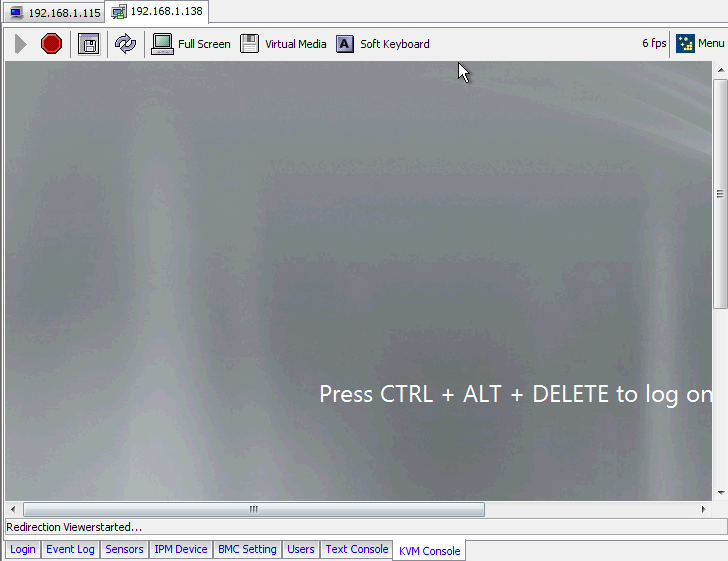 192.168.1.115 192.168.1.138
Full Screen Virtual Media A Soft Keyboard 6 fps Menu
Press CTRL + ALT + DELETE to log on
Redirection Viewerstarted...
Login Event Log Sensors IPM Device BMC Setting Users Text Console KVM Console